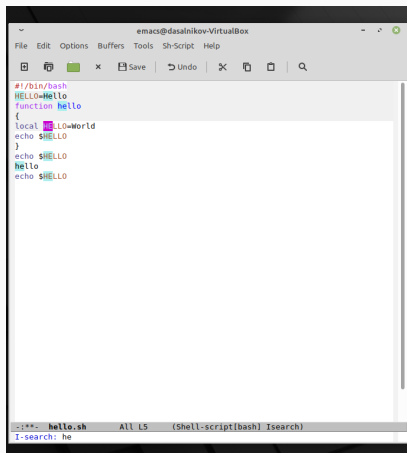 emacs@dasalnikov-VirtualBox
File Edit Options Buffers Tools Sh-Script Help
Save Undo
#!/bin/bash
HELLO=Hello
function hello
{
local HELLO=World
echo $HELLO
}
echo $HELLO
hello
echo $HELLO
-:**- hello.sh All L5 (Shell-script[bash] Isearch)
I-search: he